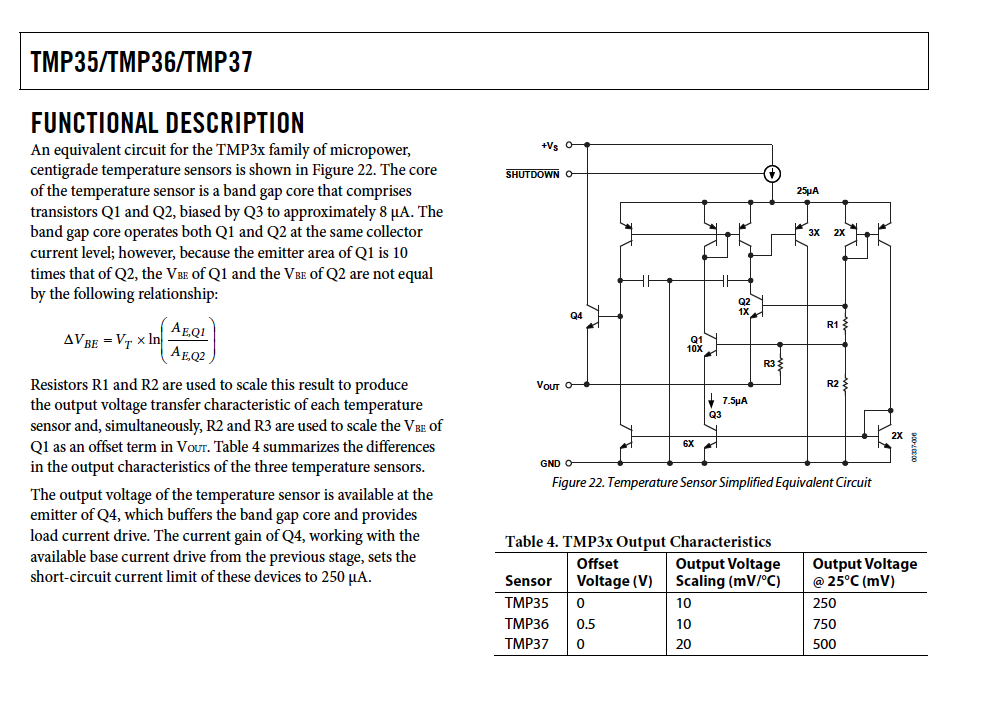 TMP35/TMP36/TMP37
FUNCTIONAL DESCRIPTION
An equivalent circuit for the TMP3x family of micropower,
centigrade temperature sensors is shown in Figure 22. The core
of the temperature sensor is a band gap core that comprises
transistors Q1 and Q2, biased by Q3 to approximately 8 μA. The
band gap core operates both Q1 and Q2 at the same collector
current level; however, because the emitter area of Q1 is 10
times that of Q2, the VBE of Q1 and the VBE of Q2 are not equal
by the following relationship:
ΔVBE = VT × ln(AE,Q1 / AE,Q2)
Resistors R1 and R2 are used to scale this result to produce
the output voltage transfer characteristic of each temperature
sensor and, simultaneously, R2 and R3 are used to scale the VBE of
Q1 as an offset term in VOUT. Table 4 summarizes the differences
in the output characteristics of the three temperature sensors.
The output voltage of the temperature sensor is available at the
emitter of Q4, which buffers the band gap core and provides
load current drive. The current gain of Q4, working with the
available base current drive from the previous stage, sets the
short-circuit current limit of these devices to 250 μA.
+VS
SHUTDOWN
25μA
3X
2X
Q2
1X
Q4
R1
Q1
10X
R3
VOUT
R2
7.5μA
Q3
6X
2X
GND
00337-006
Figure 22. Temperature Sensor Simplified Equivalent Circuit
Table 4. TMP3x Output Characteristics
Sensor Offset Voltage (V) Output Voltage Scaling (mV/°C) Output Voltage @ 25°C (mV)
TMP35 0 10 250
TMP36 0.5 10 750
TMP37 0 20 500